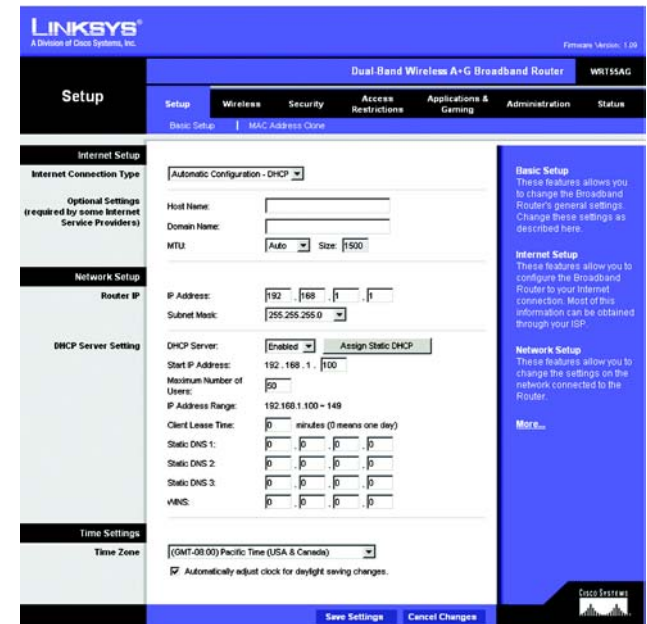 LINKSYS®
A Division of Cisco Systems, Inc.
Firmware Version: 1.00
Dual-Band Wireless A+G Broadband Router
WRT55AG
Setup
Setup
Wireless
Security
Access Restrictions
Applications & Gaming
Administration
Status
Basic Setup | MAC Address Clone
Internet Setup
Internet Connection Type
Automatic Configuration - DHCP
Optional Settings
(required by some Internet
Service Providers)
Host Name:
Domain Name:
MTU: Auto Size: 1500
Network Setup
Router IP
IP Address: 192 . 168 . 1 . 1
Subnet Mask: 255.255.255.0
DHCP Server Setting
DHCP Server: Enabled Assign Static DHCP
Start IP Address: 192 . 168 . 1 . 100
Maximum Number of
Users: 50
IP Address Range: 192.168.1.100 ~ 149
Client Lease Time: 0 minutes (0 means one day)
Static DNS 1: 0 . 0 . 0 . 0
Static DNS 2: 0 . 0 . 0 . 0
Static DNS 3: 0 . 0 . 0 . 0
WINS: 0 . 0 . 0 . 0
Time Settings
Time Zone
(GMT-08:00) Pacific Time (USA & Canada)
Automatically adjust clock for daylight saving changes.
Basic Setup
These features allows you
to change the Broadband
Router's general settings.
Change these settings as
described here.
Internet Setup
These features allow you to
configure the Broadband
Router to your Internet
connection. Most of this
information can be obtained
through your ISP.
Network Setup
These features allow you to
change the settings on the
network connected to the
Router.
More...
Save Settings
Cancel Changes
CISCO SYSTEMS